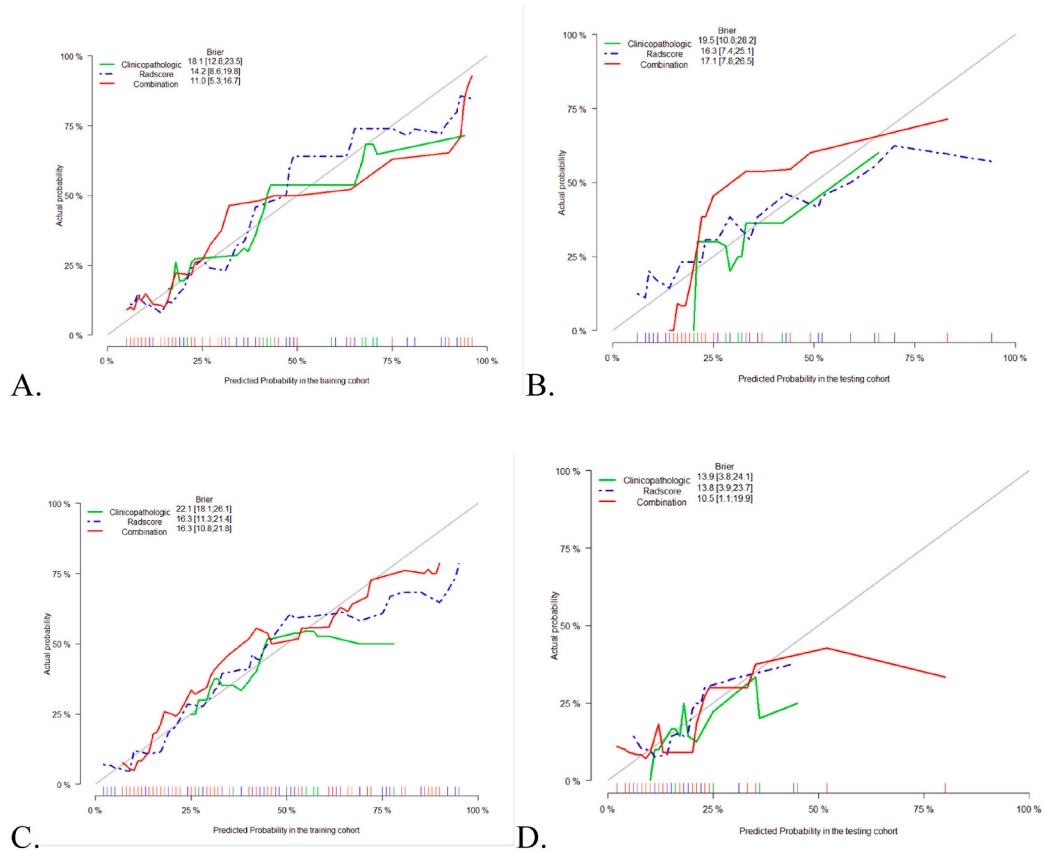 Brier
Clinicopathologic 18.1 [12.8;23.5]
Radscore 14.2 [8.6;19.8]
Combination 11.0 [5.3;16.7]
100 %
75 %
50 %
25 %
0 %
Actual probability
0 % 25 % 50 % 75 % 100 %
Predicted Probability in the training cohort
A.
Brier
Clinicopathologic 19.5 [10.8;28.2]
Radscore 16.3 [7.4;25.1]
Combination 17.1 [7.8;26.5]
100 %
75 %
50 %
25 %
0 %
Actual probability
0 % 25 % 50 % 75 % 100 %
Predicted Probability in the testing cohort
B.
Brier
Clinicopathologic 22.1 [18.1;26.1]
Radscore 16.3 [11.3;21.4]
Combination 16.3 [10.8;21.8]
100 %
75 %
50 %
25 %
0 %
Actual probability
0 % 25 % 50 % 75 % 100 %
Predicted Probability in the training cohort
C.
Brier
Clinicopathologic 13.9 [3.8;24.1]
Radscore 13.8 [3.9;23.7]
Combination 10.5 [1.1;19.9]
100 %
75 %
50 %
25 %
0 %
Actual probability
0 % 25 % 50 % 75 % 100 %
Predicted Probability in the testing cohort
D.